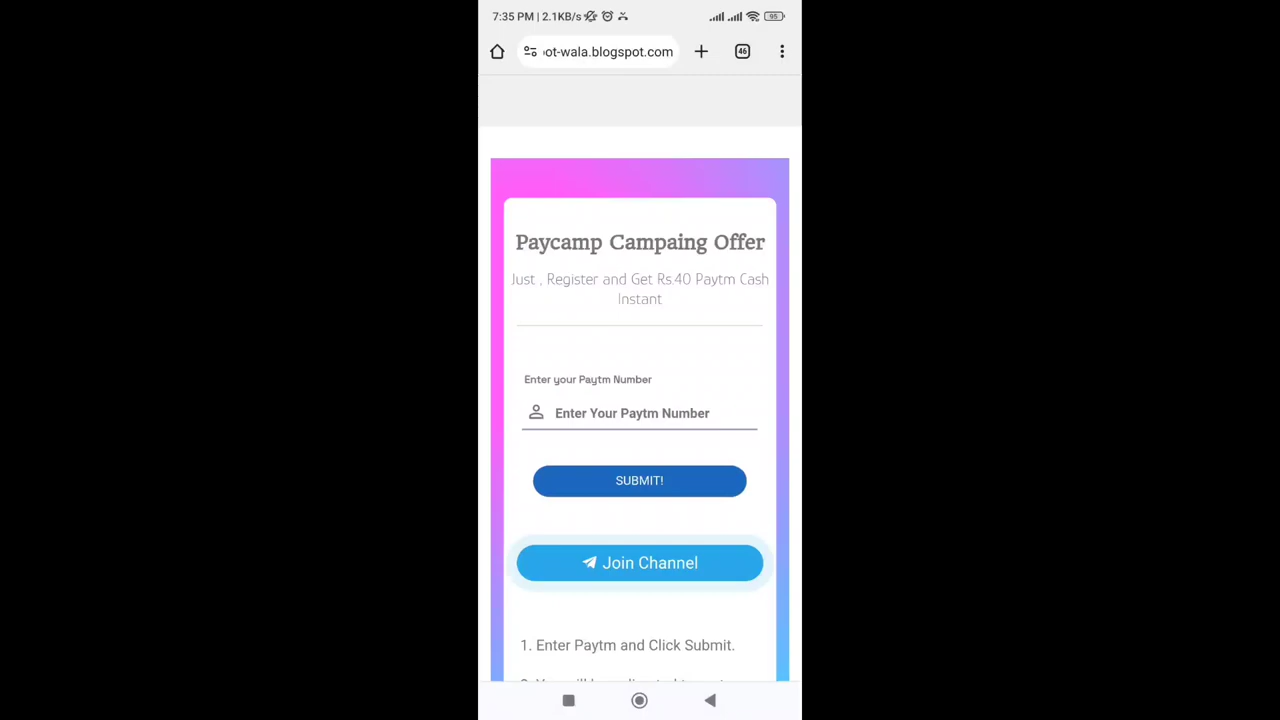 7:35 PM | 2.1KB/s 95
ot-wala.blogspot.com 46
Paycamp Campaing Offer
Just , Register and Get Rs.40 Paytm Cash
Instant
Enter your Paytm Number
Enter Your Paytm Number
SUBMIT!
Join Channel
1. Enter Paytm and Click Submit.